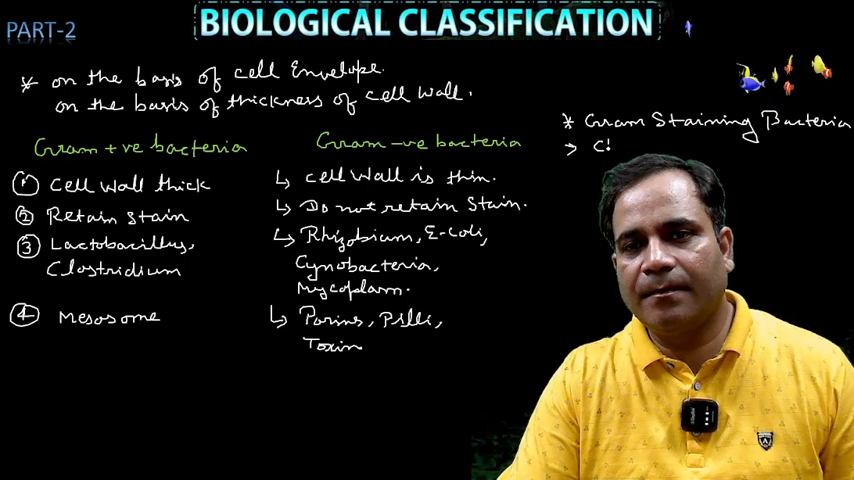 PART-2
BIOLOGICAL CLASSIFICATION
* on the basis of cell Envelope.
on the basis of thickness of cell wall.
Gram +ve bacteria
① Cell wall thick
② Retain stain
③ Lactobacillus,
Clostridium
④ Mesosome
Gram -ve bacteria
↳ cell wall is thin.
↳ Do not retain stain.
↳ Rhizobium, E-coli,
Cynobacteria,
Mycoplasm.
↳ Porins, Pilli,
Toxin
* Gram Staining Bacteria
→ C